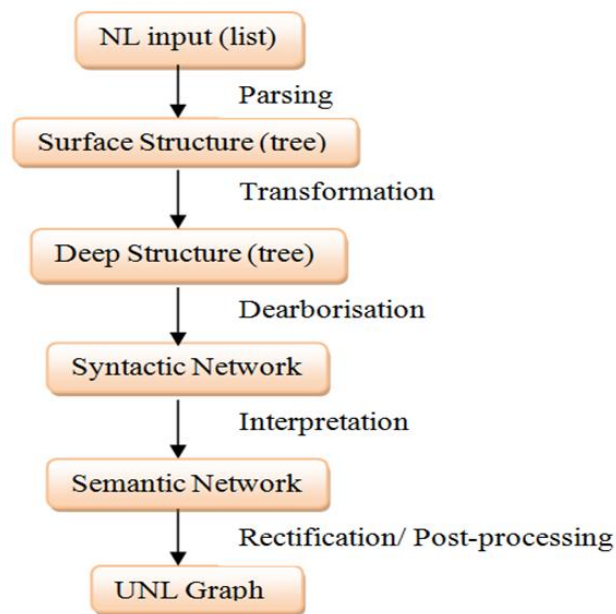 NL input (list)
Parsing
Surface Structure (tree)
Transformation
Deep Structure (tree)
Dearborisation
Syntactic Network
Interpretation
Semantic Network
Rectification/ Post-processing
UNL Graph